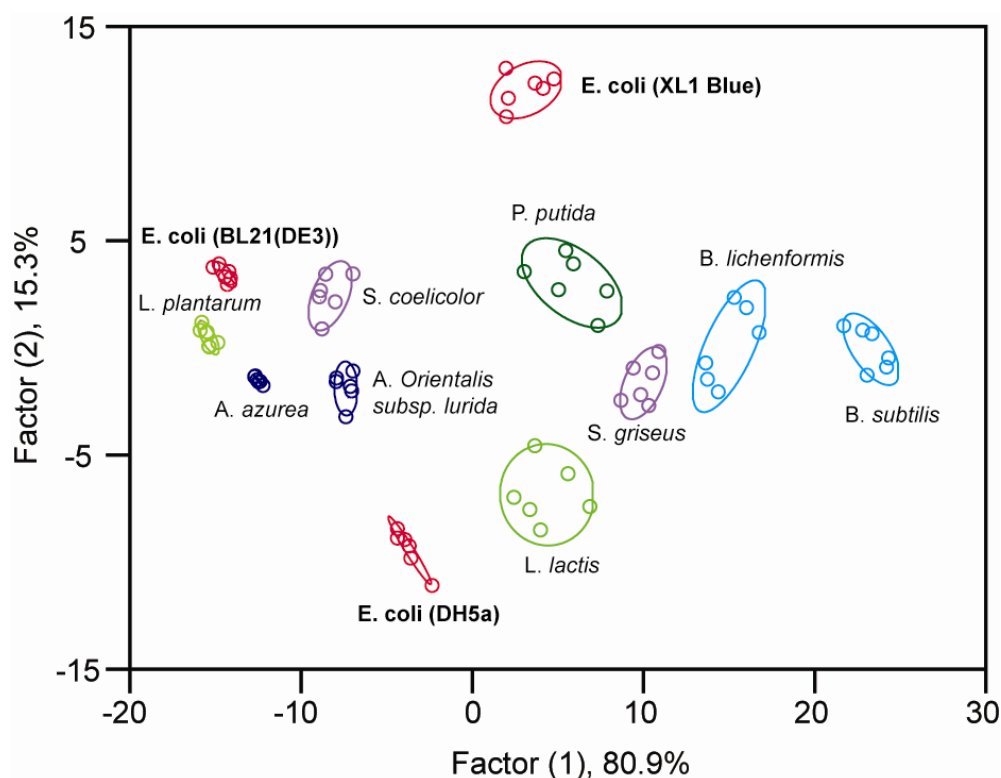 15
E. coli (XL1 Blue)
P. putida
5
E. coli (BL21(DE3))
B. lichenformis
L. plantarum
S. coelicolor
A. azurea
A. Orientalis
subsp. lurida
B. subtilis
S. griseus
-5
L. lactis
E. coli (DH5a)
-15
-20
-10
0
10
20
30
Factor (1), 80.9%
Factor (2), 15.3%